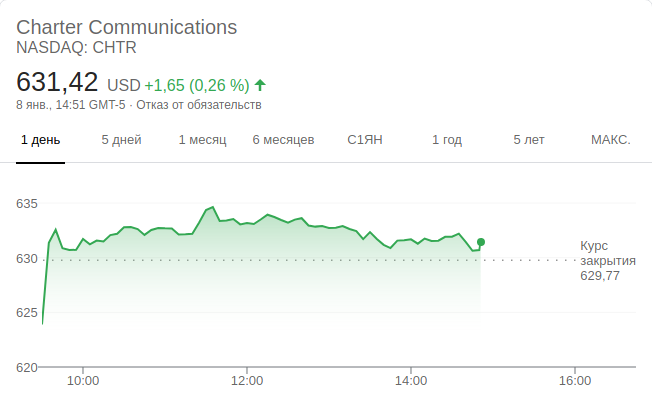 Charter Communications
NASDAQ: CHTR
631,42 USD +1,65 (0,26 %)
8 янв., 14:51 GMT-5 · Отказ от обязательств
1 день 5 дней 1 месяц 6 месяцев С1ЯН 1 год 5 лет МАКС.
635
630
625
620
Курс
закрытия
629,77
10:00 12:00 14:00 16:00